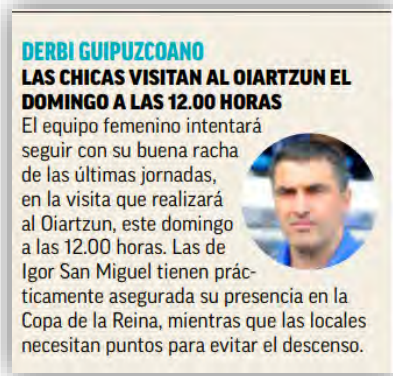 DERBI GUIPUZCOANO
LAS CHICAS VISITAN AL OIARTZUN EL
DOMINGO A LAS 12.00 HORAS
El equipo femenino intentará
seguir con su buena racha
de las últimas jornadas,
en la visita que realizará
al Oiartzun, este domingo
a las 12.00 horas. Las de
Igor San Miguel tienen prác-
ticamente asegurada su presencia en la
Copa de la Reina, mientras que las locales
necesitan puntos para evitar el descenso.